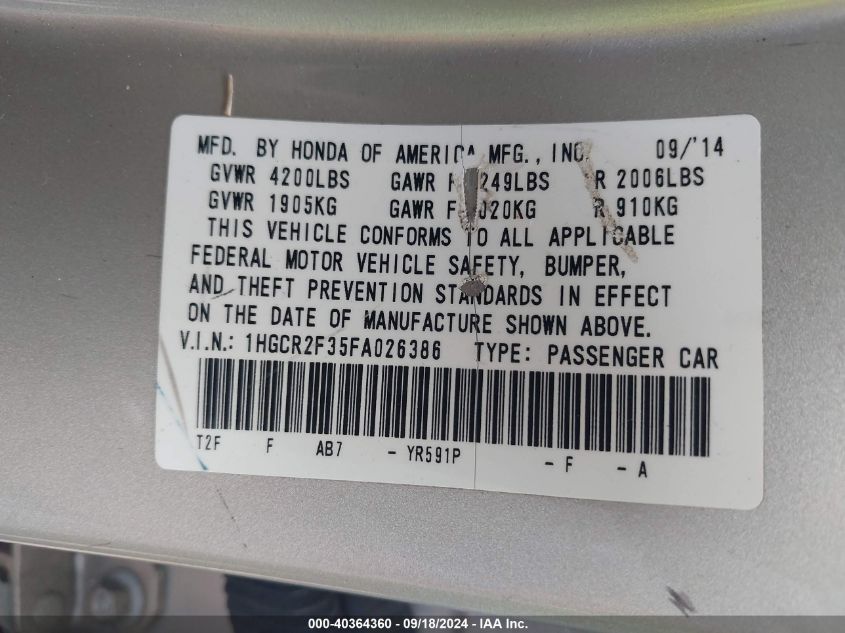 MFD. BY HONDA OF AMERICA MFG., INC. 09/'14
GVWR 4200LBS GAWR F 249LBS R 2006LBS
GVWR 1905KG GAWR F 020KG R 910KG
THIS VEHICLE CONFORMS TO ALL APPLICABLE
FEDERAL MOTOR VEHICLE SAFETY, BUMPER,
AND THEFT PREVENTION STANDARDS IN EFFECT
ON THE DATE OF MANUFACTURE SHOWN ABOVE.
V.I.N.: 1HGCR2F35FA026386 TYPE: PASSENGER CAR
T2F F AB7 - YR591P - F - A
000-40364360 - 09/18/2024 - IAA Inc.